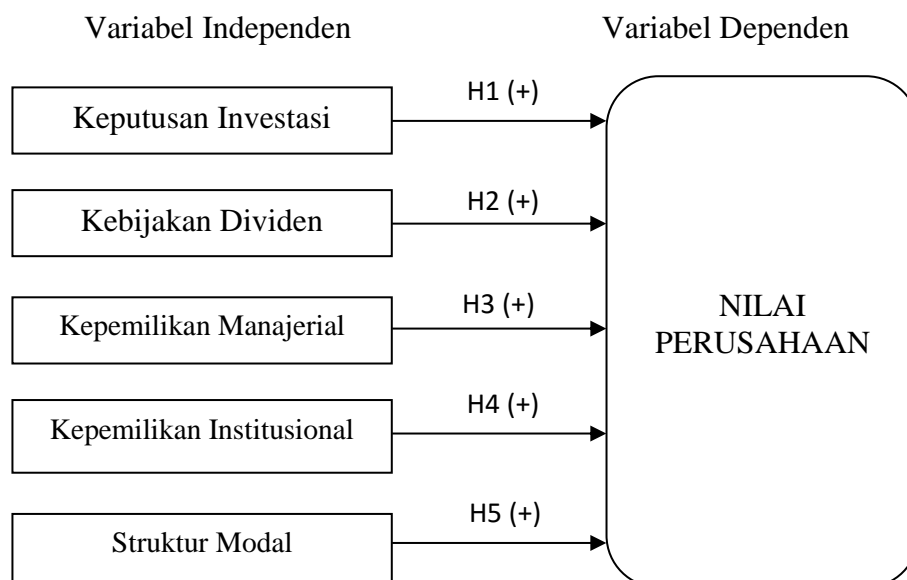 Variabel Independen
Variabel Dependen
H1 (+)
Keputusan Investasi
H2 (+)
Kebijakan Dividen
H3 (+)
Kepemilikan Manajerial
NILAI
PERUSAHAAN
H4 (+)
Kepemilikan Institusional
H5 (+)
Struktur Modal